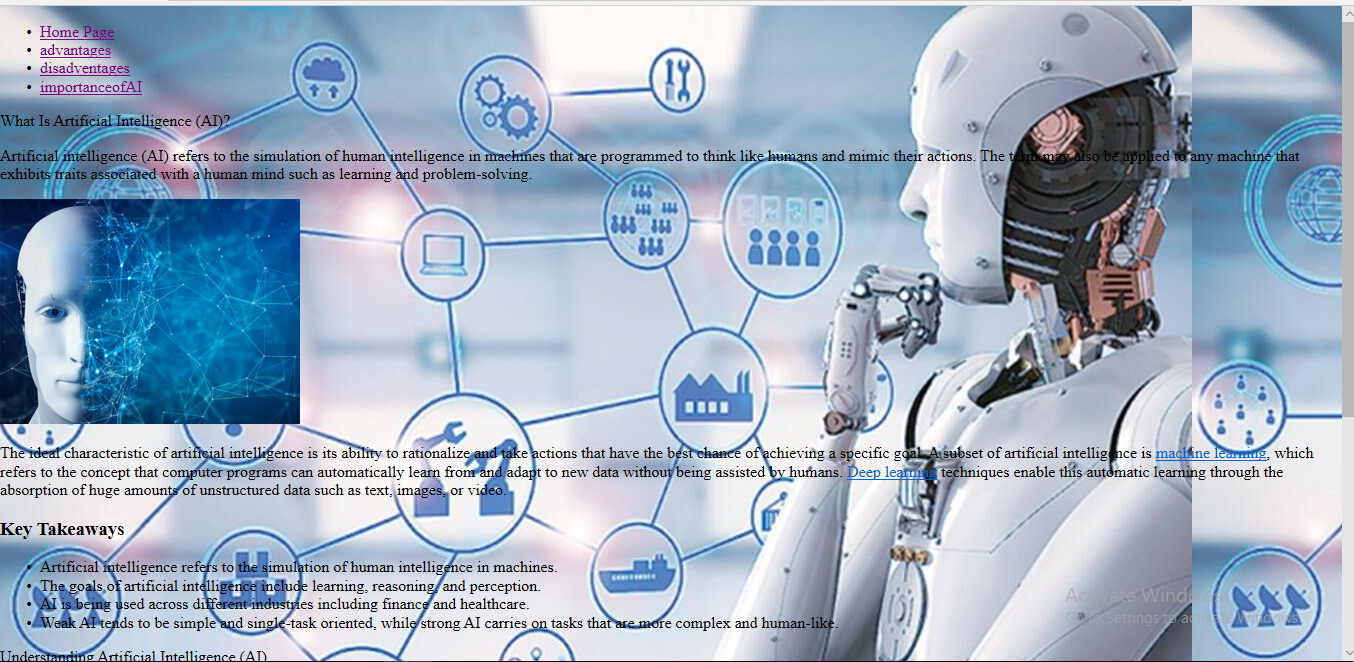 Home Page
advantages
disadventages
importanceofAI
What Is Artificial Intelligence (AI)?
Artificial intelligence (AI) refers to the simulation of human intelligence in machines that are programmed to think like humans and mimic their actions. The term may also be applied to any machine that
exhibits traits associated with a human mind such as learning and problem-solving.
The ideal characteristic of artificial intelligence is its ability to rationalize and take actions that have the best chance of achieving a specific goal. A subset of artificial intelligence is machine learning, which
refers to the concept that computer programs can automatically learn from and adapt to new data without being assisted by humans. Deep learning techniques enable this automatic learning through the
absorption of huge amounts of unstructured data such as text, images, or video.
Key Takeaways
Artificial intelligence refers to the simulation of human intelligence in machines.
The goals of artificial intelligence include learning, reasoning, and perception.
AI is being used across different industries including finance and healthcare.
Weak AI tends to be simple and single-task oriented, while strong AI carries on tasks that are more complex and human-like.
Activate Windows
Go to Settings to activate Windows.
Understanding Artificial Intelligence (AI)